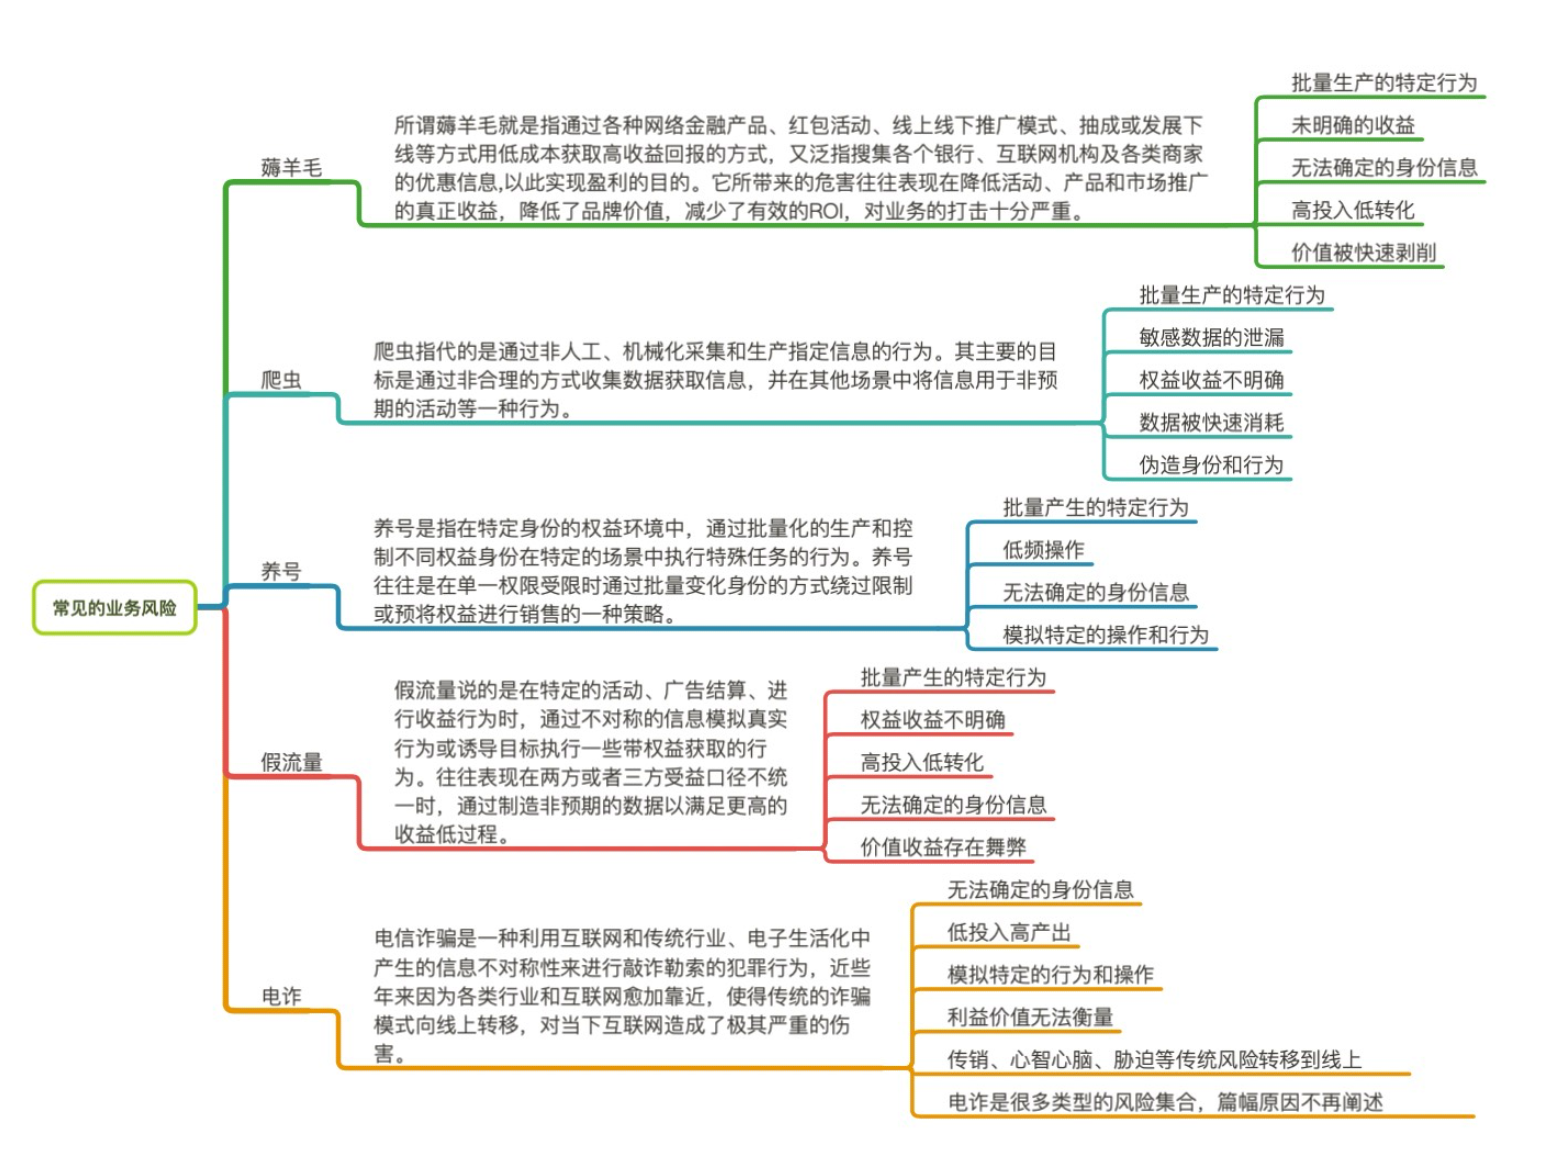 常见的业务风险
薅羊毛
所谓薅羊毛就是指通过各种网络金融产品、红包活动、线上线下推广模式、抽成或发展下
线等方式用低成本获取高收益回报的方式，又泛指搜集各个银行、互联网机构及各类商家
的优惠信息,以此实现盈利的目的。它所带来的危害往往表现在降低活动、产品和市场推广
的真正收益，降低了品牌价值，减少了有效的ROI，对业务的打击十分严重。
批量生产的特定行为
未明确的收益
无法确定的身份信息
高投入低转化
价值被快速剥削
爬虫
爬虫指代的是通过非人工、机械化采集和生产指定信息的行为。其主要的目
标是通过非合理的方式收集数据获取信息，并在其他场景中将信息用于非预
期的活动等一种行为。
批量生产的特定行为
敏感数据的泄漏
权益收益不明确
数据被快速消耗
伪造身份和行为
养号
养号是指在特定身份的权益环境中，通过批量化的生产和控
制不同权益身份在特定的场景中执行特殊任务的行为。养号
往往是在单一权限受限时通过批量变化身份的方式绕过限制
或预将权益进行销售的一种策略。
批量产生的特定行为
低频操作
无法确定的身份信息
模拟特定的操作和行为
假流量
假流量说的是在特定的活动、广告结算、进
行收益行为时，通过不对称的信息模拟真实
行为或诱导目标执行一些带权益获取的行
为。往往表现在两方或者三方受益口径不统
一时，通过制造非预期的数据以满足更高的
收益低过程。
批量产生的特定行为
权益收益不明确
高投入低转化
无法确定的身份信息
价值收益存在舞弊
电诈
电信诈骗是一种利用互联网和传统行业、电子生活化中
产生的信息不对称性来进行敲诈勒索的犯罪行为，近些
年来因为各类行业和互联网愈加靠近，使得传统的诈骗
模式向线上转移，对当下互联网造成了极其严重的伤
害。
无法确定的身份信息
低投入高产出
模拟特定的行为和操作
利益价值无法衡量
传销、心智心脑、胁迫等传统风险转移到线上
电诈是很多类型的风险集合，篇幅原因不再阐述